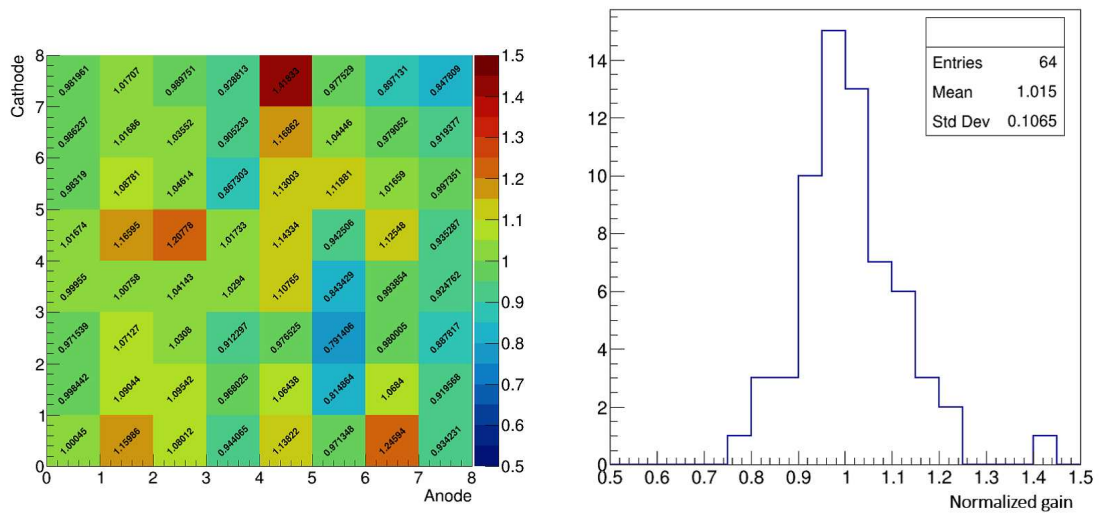 Cathode
8
7
6
5
4
3
2
1
0
0.981961 1.01707 0.989751 0.928813 1.41833 0.977529 0.897131 0.847809
0.986237 1.01686 1.03552 0.905233 1.16862 1.04446 0.979052 0.919377
0.98319 1.08781 1.04614 0.867303 1.13003 1.11881 1.01659 0.997351
1.01674 1.16595 1.20778 1.01733 1.14334 0.942506 1.12548 0.935287
0.99955 1.00758 1.04143 1.0294 1.10765 0.843429 0.993854 0.924762
0.971539 1.07127 1.0308 0.912297 0.976525 0.791406 0.980005 0.887817
0.998442 1.09044 1.09542 0.968025 1.06438 0.814864 1.0684 0.919568
1.00045 1.15986 1.08012 0.944065 1.13822 0.971348 1.24594 0.934231
0 1 2 3 4 5 6 7 8
Anode
1.5
1.4
1.3
1.2
1.1
1
0.9
0.8
0.7
0.6
0.5
14
12
10
8
6
4
2
0
Entries 64
Mean 1.015
Std Dev 0.1065
0.5 0.6 0.7 0.8 0.9 1 1.1 1.2 1.3 1.4 1.5
Normalized gain